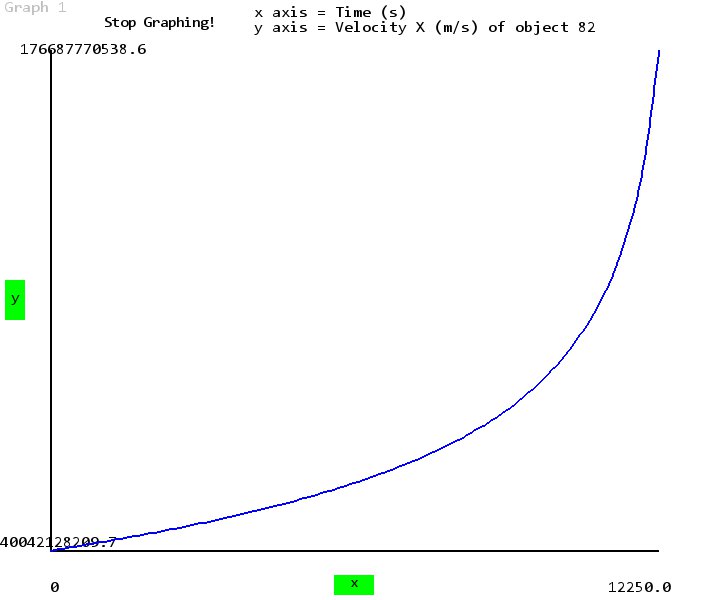 Graph 1
Stop Graphing!
x axis = Time (s)
y axis = Velocity X (m/s) of object 82
176687770538.6
y
40042128209.7
0
x
12250.0